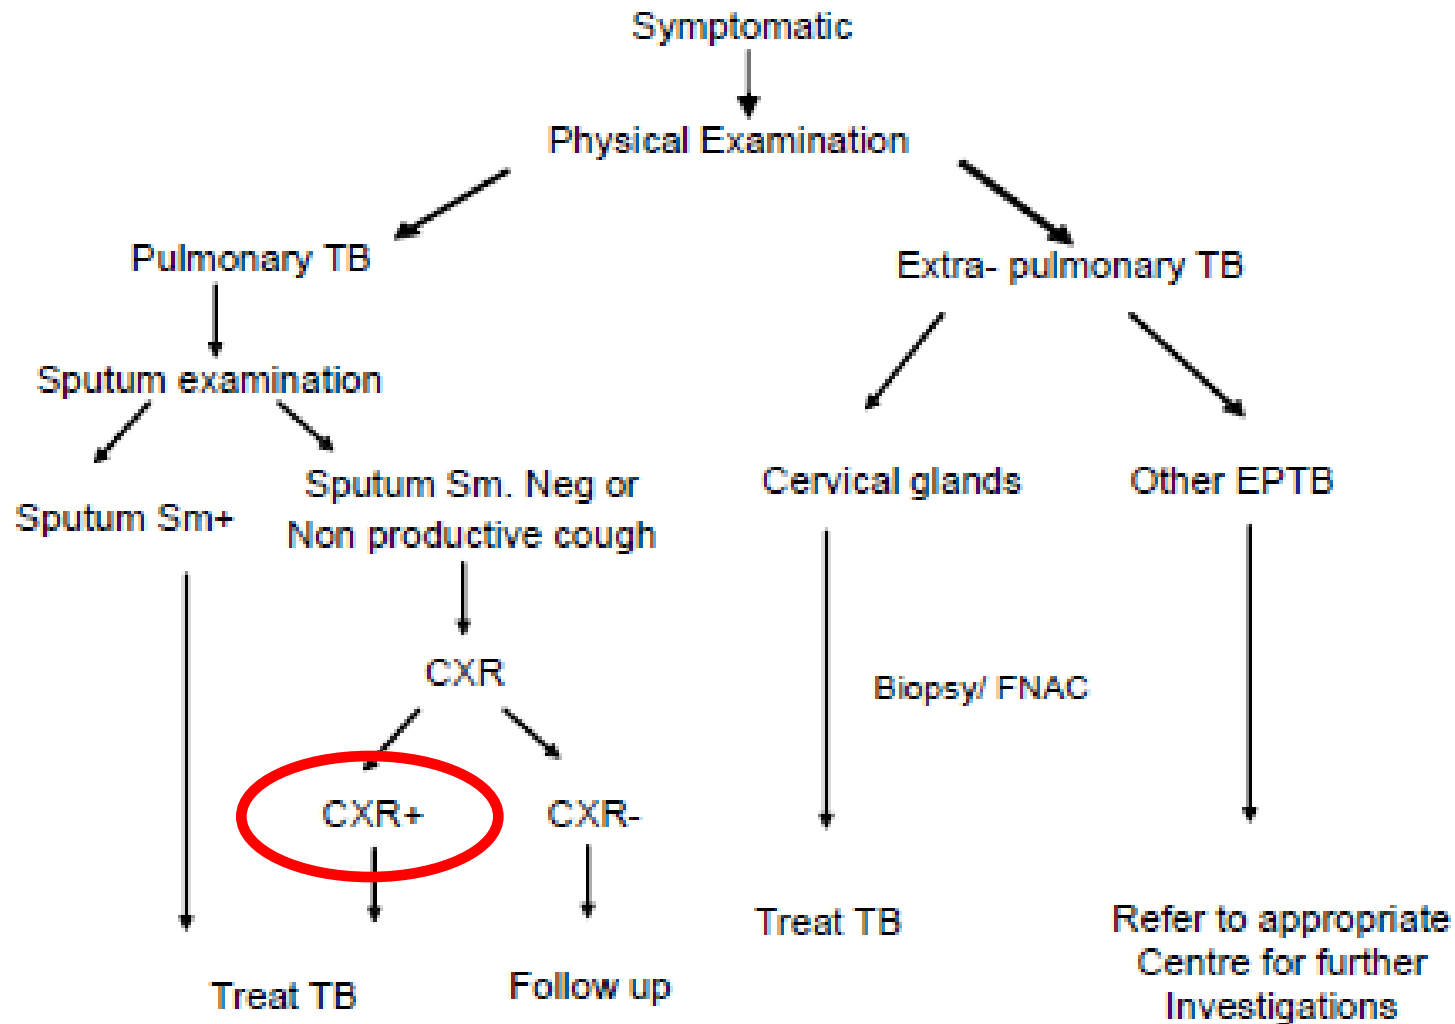 Symptomatic
Physical Examination
Pulmonary TB
Extra- pulmonary TB
Sputum examination
Sputum Sm+
Sputum Sm. Neg or
Non productive cough
Cervical glands
Other EPTB
CXR
Biopsy/ FNAC
CXR+
CXR-
Treat TB
Follow up
Treat TB
Refer to appropriate
Centre for further
Investigations